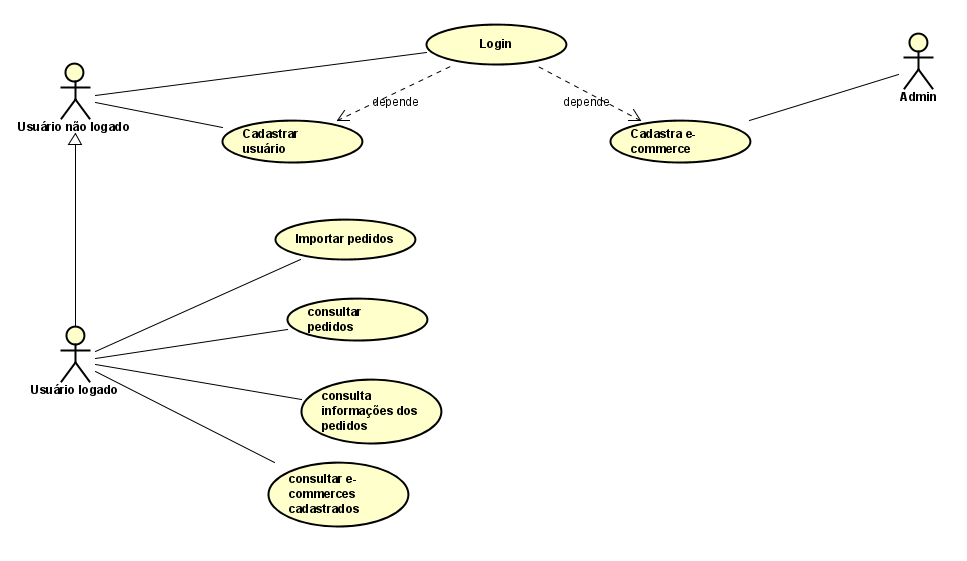 Login
Admin
Usuário não logado
depende
depende
Cadastrar
usuário
Cadastra e-
commerce
Importar pedidos
consultar
pedidos
Usuário logado
consulta
informações dos
pedidos
consultar e-
commerces
cadastrados